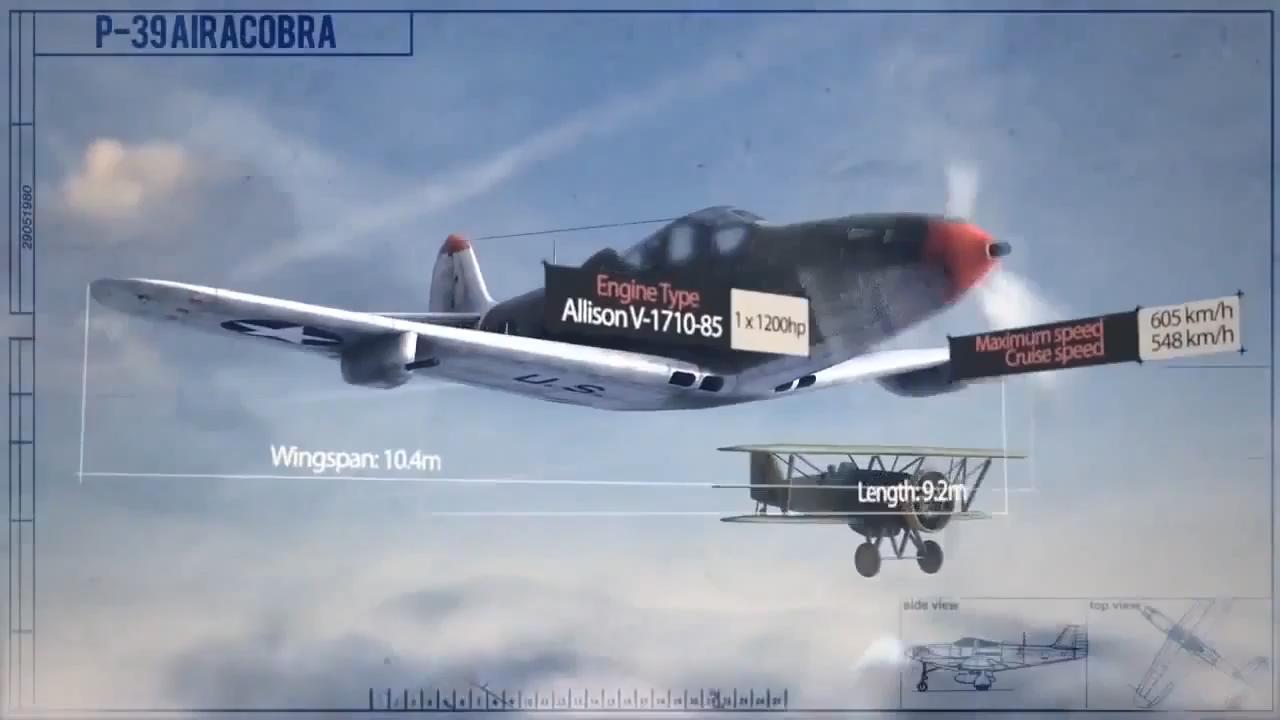 P-39 AIRACOBRA
29051980
Engine Type
Allison V-1710-85
1 x 1200hp
Maximum speed
Cruise speed
605 km/h
548 km/h
U.S
Wingspan: 10.4m
Length: 9.2m
side view
top view